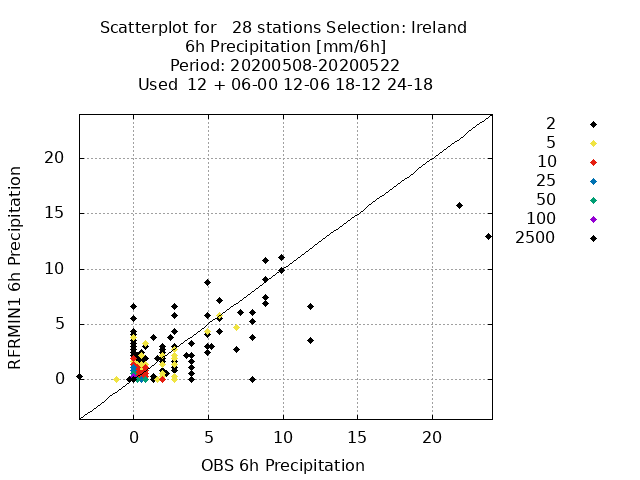 Scatterplot for   28 stations Selection: Ireland
6h Precipitation [mm/6h]
Period: 20200508-20200522
Used  12 + 06-00 12-06 18-12 24-18
2
5
10
25
50
100
2500
RFRMIN1 6h Precipitation
20
15
10
5
0
0 5 10 15 20
OBS 6h Precipitation